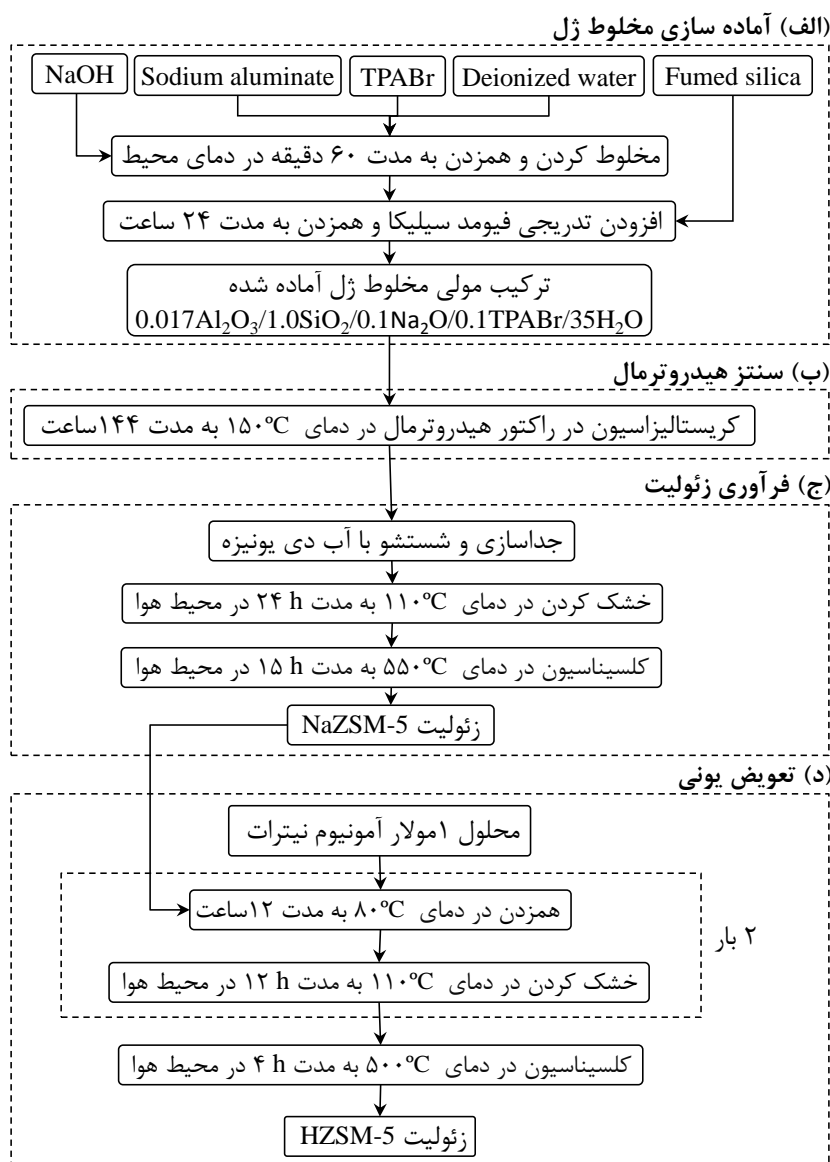 (الف) آماده سازی مخلوط ژل
NaOH
Sodium aluminate
TPABr
Deionized water
Fumed silica
مخلوط کردن و همزدن به مدت ۶۰ دقیقه در دمای محیط
افزودن تدریجی فیومد سیلیکا و همزدن به مدت ۲۴ ساعت
ترکیب مولی مخلوط ژل آماده شده
0.017Al₂O₃/1.0SiO₂/0.1Na₂O/0.1TPABr/35H₂O
(ب) سنتز هیدروترمال
کریستالیزاسیون در راکتور هیدروترمال در دمای ۱۵۰ºC به مدت ۱۴۴ساعت
(ج) فرآوری زئولیت
جداسازی و شستشو با آب دی یونیزه
خشک کردن در دمای ۱۱۰ºC به مدت ۲۴ h در محیط هوا
کلسیناسیون در دمای ۵۵۰ºC به مدت ۱۵ h در محیط هوا
زئولیت NaZSM-5
(د) تعویض یونی
محلول ۱مولار آمونیوم نیترات
همزدن در دمای ۸۰ºC به مدت ۱۲ساعت
۲ بار
خشک کردن در دمای ۱۱۰ºC به مدت ۱۲ h در محیط هوا
کلسیناسیون در دمای ۵۰۰ºC به مدت ۴ h در محیط هوا
زئولیت HZSM-5